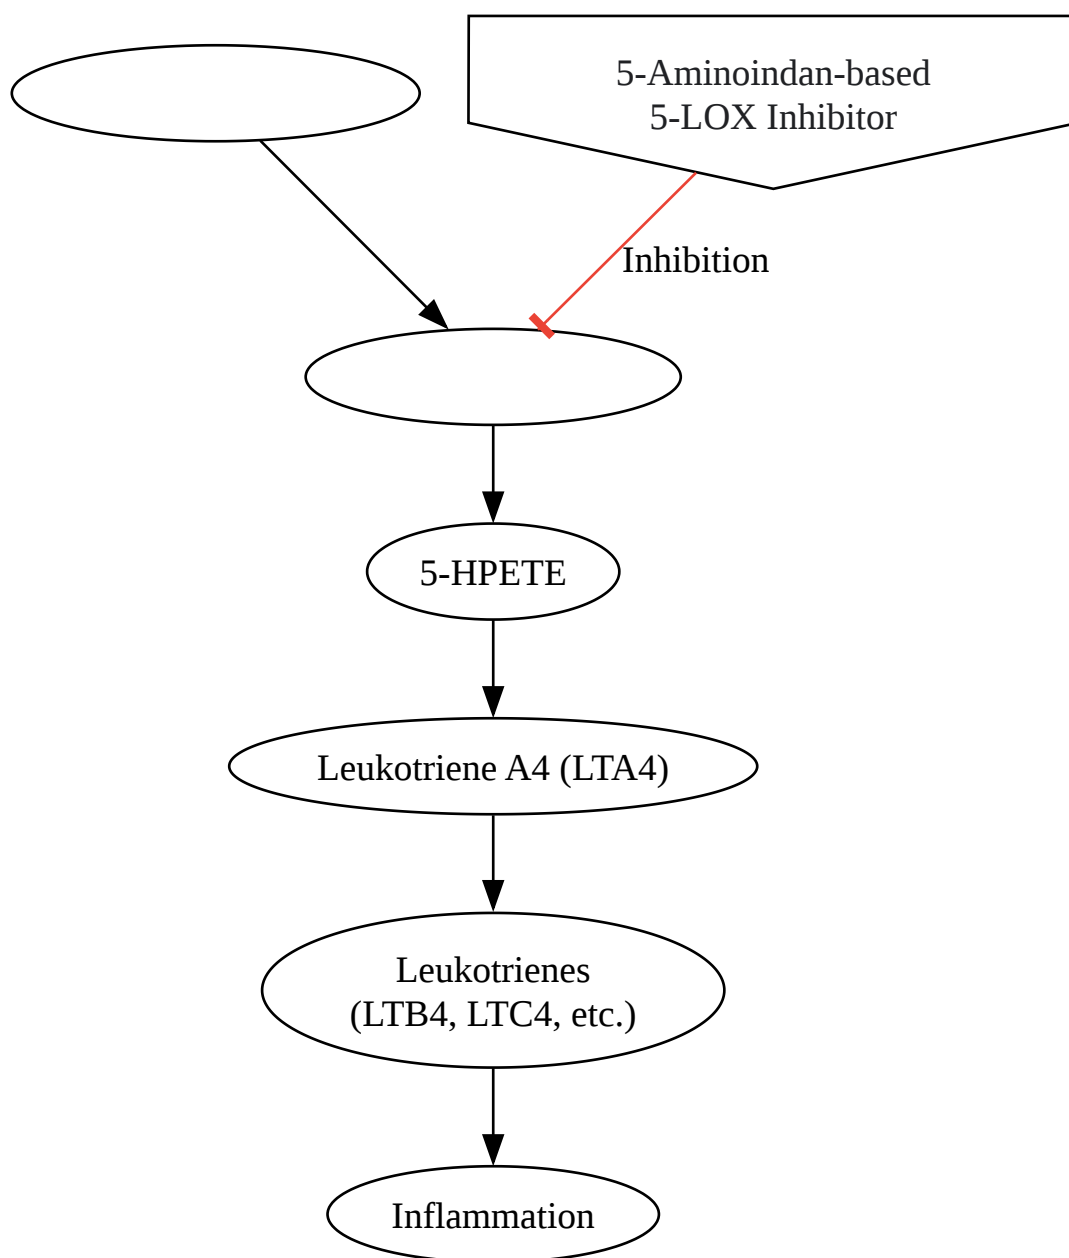 5-Aminoindan-based
5-LOX Inhibitor
Inhibition
5-HPETE
Leukotriene A4 (LTA4)
Leukotrienes
(LTB4, LTC4, etc.)
Inflammation